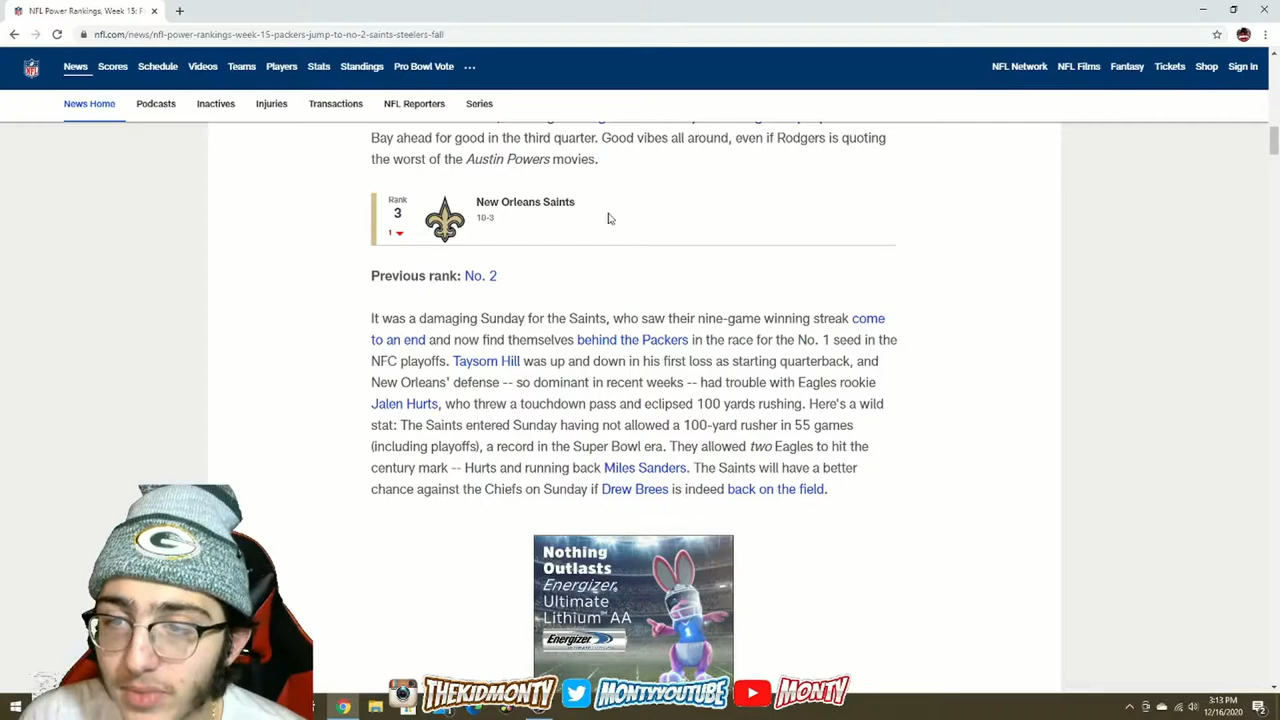 NFL Power Rankings, Week 15: F
nfl.com/news/nfl-power-rankings-week-15-packers-jump-to-no-2-saints-steelers-fall
NFL
News Scores Schedule Videos Teams Players Stats Standings Pro Bowl Vote ... NFL Network NFL Films Fantasy Tickets Shop Sign In
News Home Podcasts Inactives Injuries Transactions NFL Reporters Series
Bay ahead for good in the third quarter. Good vibes all around, even if Rodgers is quoting
the worst of the Austin Powers movies.
Rank
3
1
New Orleans Saints
10-3
Previous rank: No. 2
It was a damaging Sunday for the Saints, who saw their nine-game winning streak come
to an end and now find themselves behind the Packers in the race for the No. 1 seed in the
NFC playoffs. Taysom Hill was up and down in his first loss as starting quarterback, and
New Orleans' defense -- so dominant in recent weeks -- had trouble with Eagles rookie
Jalen Hurts, who threw a touchdown pass and eclipsed 100 yards rushing. Here's a wild
stat: The Saints entered Sunday having not allowed a 100-yard rusher in 55 games
(including playoffs), a record in the Super Bowl era. They allowed two Eagles to hit the
century mark -- Hurts and running back Miles Sanders. The Saints will have a better
chance against the Chiefs on Sunday if Drew Brees is indeed back on the field.
Nothing
Outlasts
Energizer
Ultimate
Lithium™ AA
Energizer
1
G
THEKIDMONTY MONTYYOUTUBE MONTY
3:13 PM
12/16/2020
2